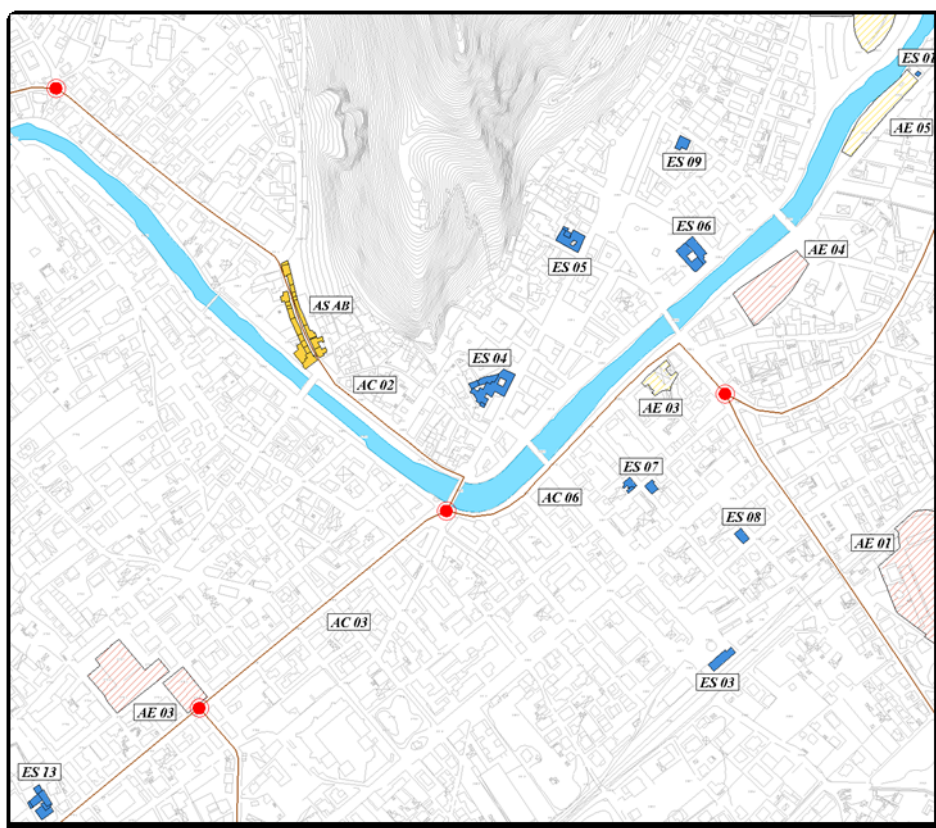 ES 01
AE 05
ES 09
ES 06
ES 05
AE 04
AS AB
ES 04
AC 02
AE 03
ES 07
AC 06
ES 08
AE 01
AC 03
ES 03
AE 03
ES 13